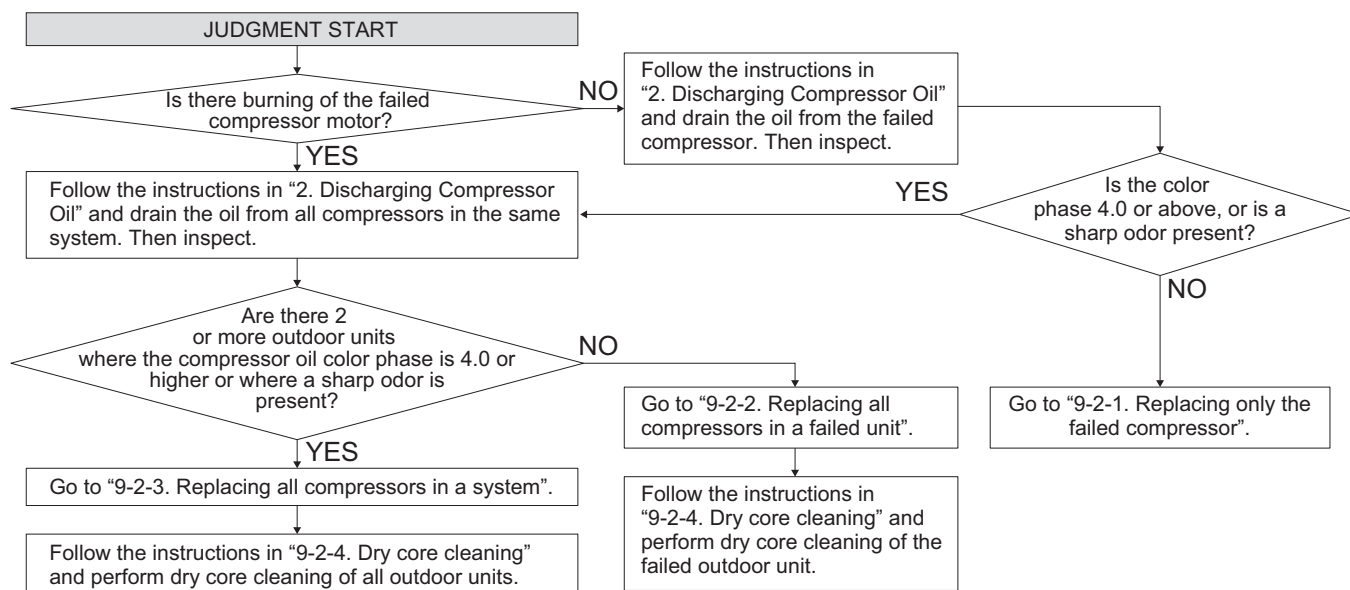 JUDGMENT START
Is there burning of the failed
compressor motor?
NO
Follow the instructions in
“2. Discharging Compressor Oil”
and drain the oil from the failed
compressor. Then inspect.
YES
Follow the instructions in “2. Discharging Compressor
Oil” and drain the oil from all compressors in the same
system. Then inspect.
YES
Is the color
phase 4.0 or above, or is a
sharp odor present?
NO
Are there 2
or more outdoor units
where the compressor oil color phase is 4.0 or
higher or where a sharp odor is
present?
NO
Go to “9-2-2. Replacing all
compressors in a failed unit”.
Go to “9-2-1. Replacing only the
failed compressor”.
YES
Go to “9-2-3. Replacing all compressors in a system”.
Follow the instructions in
“9-2-4. Dry core cleaning” and
perform dry core cleaning of the
failed outdoor unit.
Follow the instructions in “9-2-4. Dry core cleaning”
and perform dry core cleaning of all outdoor units.